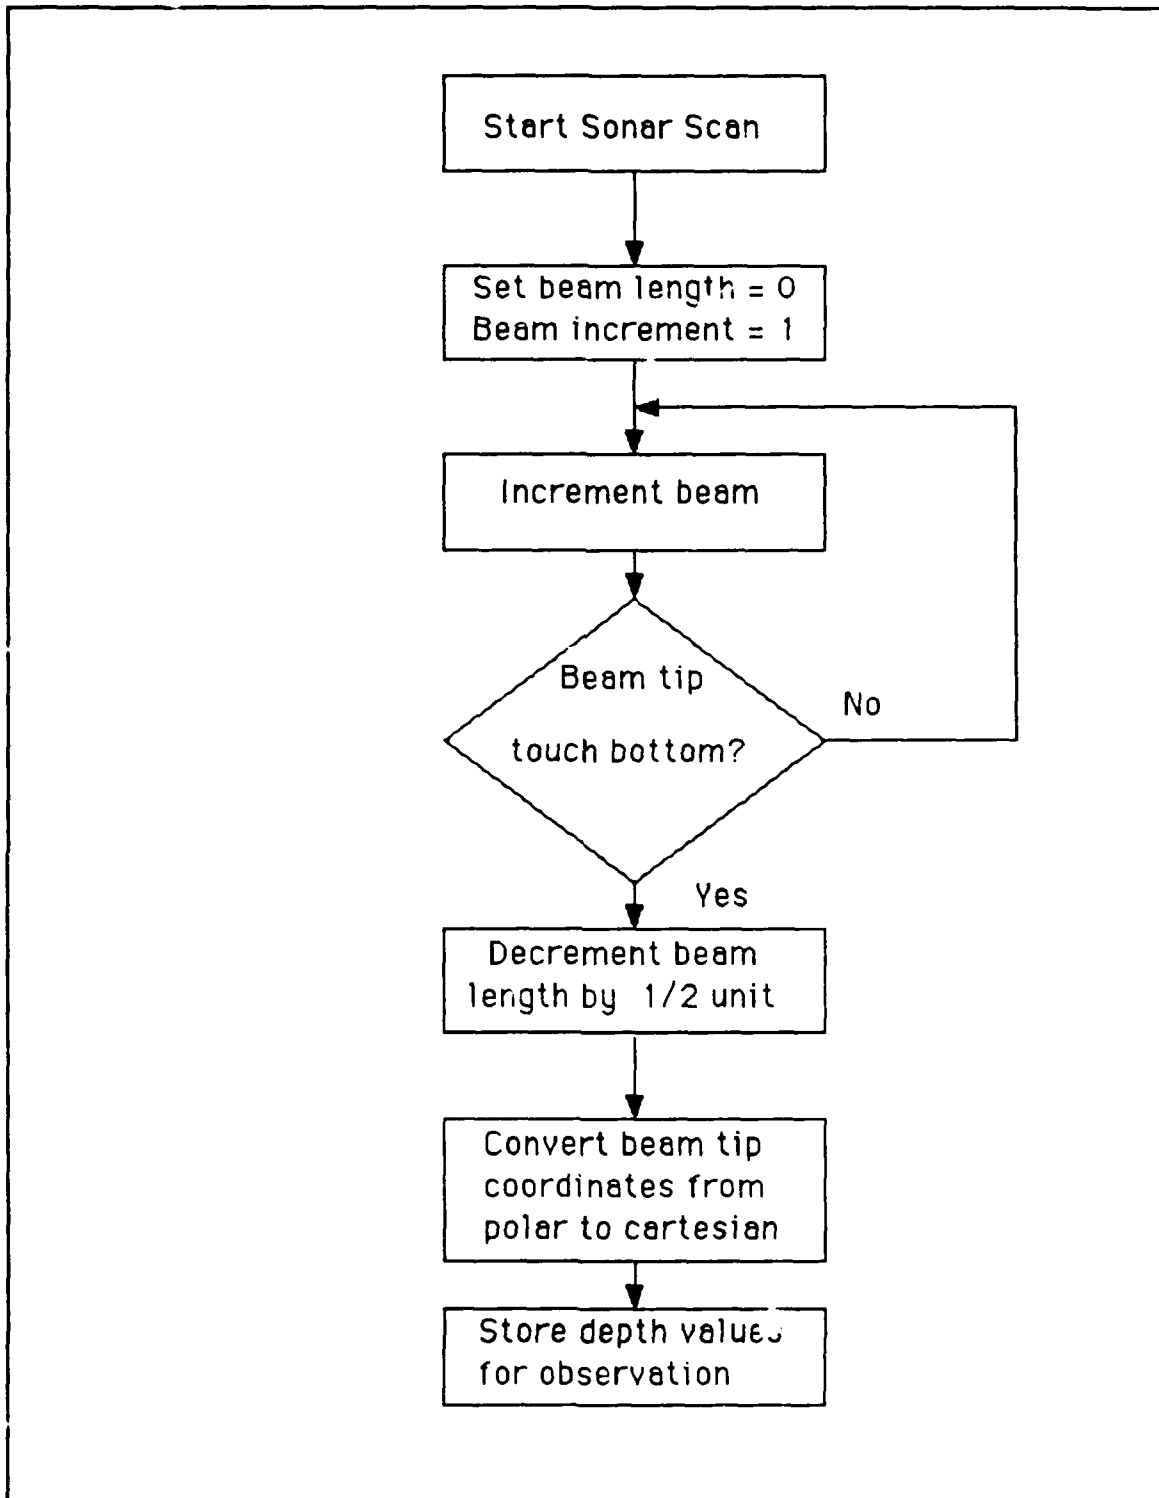 Start Sonar Scan
Set beam length = 0
Beam increment = 1
Increment beam
Beam tip
touch bottom?
No
Yes
Decrement beam
length by 1/2 unit
Convert beam tip
coordinates from
polar to cartesian
Store depth values
for observation